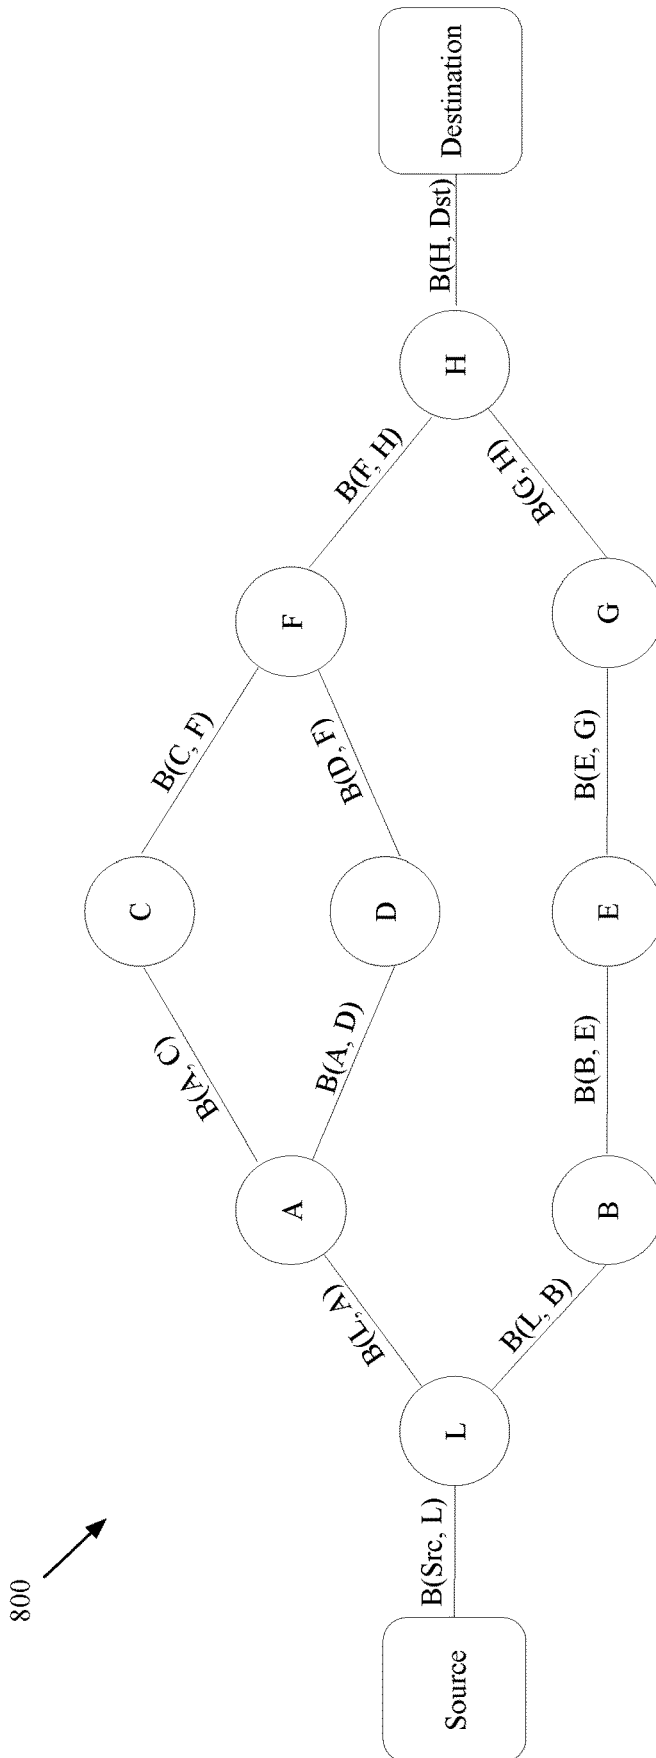 800
Source
B(Src, L)
L
B(L, A)
B(L, B)
A
B
B(A, C)
B(A, D)
B(B, E)
C
D
E
B(C, F)
B(D, F)
B(E, G)
F
G
B(F, H)
B(G, H)
H
B(H, Dst)
Destination